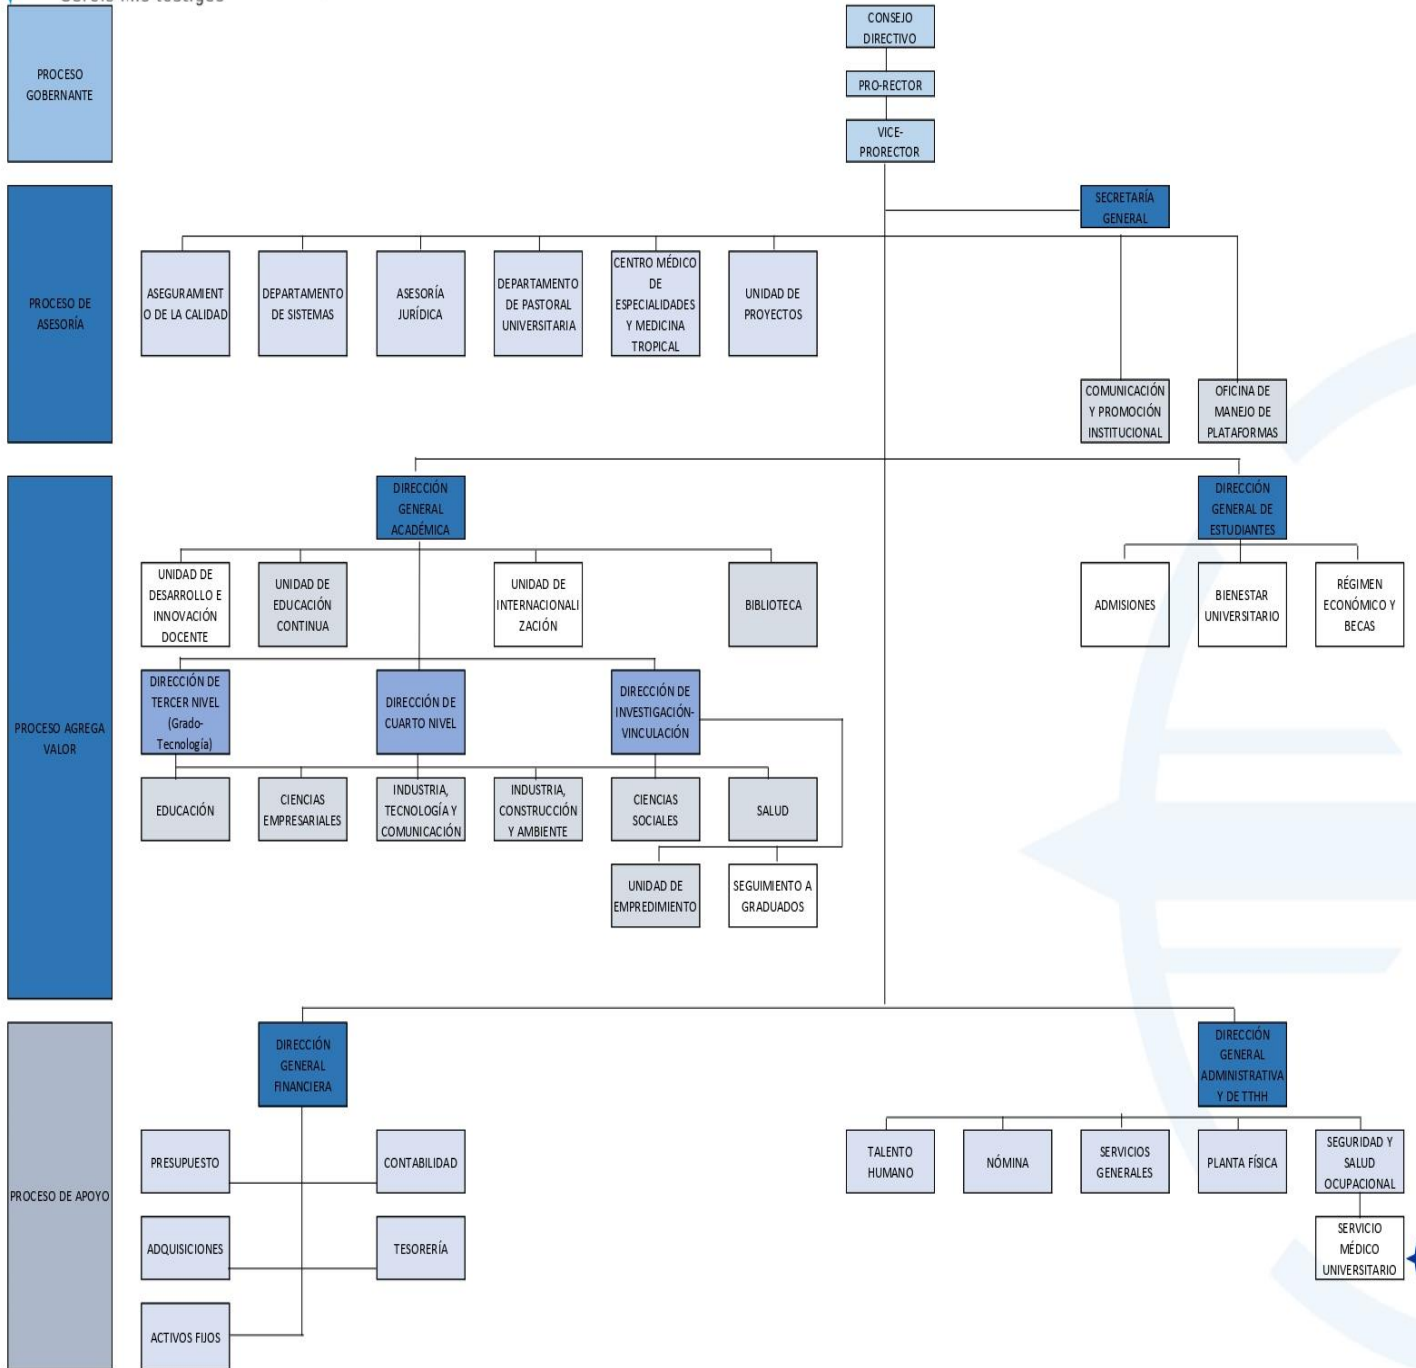 CONSEJO
DIRECTIVO
PROCESO
GOBERNANTE
PRO-RECTOR
VICE-
PRORECTOR
SECRETARÍA
GENERAL
PROCESO DE
ASESORÍA
ASEGURAMIENT
O DE LA CALIDAD
DEPARTAMENTO
DE SISTEMAS
ASESORÍA
JURÍDICA
DEPARTAMENTO
DE PASTORAL
UNIVERSITARIA
CENTRO MÉDICO
DE
ESPECIALIDADES
Y MEDICINA
TROPICAL
UNIDAD DE
PROYECTOS
COMUNICACIÓN
Y PROMOCIÓN
INSTITUCIONAL
OFICINA DE
MANEJO DE
PLATAFORMAS
PROCESO AGREGA
VALOR
DIRECCIÓN
GENERAL
ACADÉMICA
DIRECCIÓN
GENERAL DE
ESTUDIANTES
UNIDAD DE
DESARROLLO E
INNOVACIÓN
DOCENTE
UNIDAD DE
EDUCACIÓN
CONTINUA
UNIDAD DE
INTERNACIONALI
ZACIÓN
BIBLIOTECA
ADMISIONES
BIENESTAR
UNIVERSITARIO
RÉGIMEN
ECONÓMICO Y
BECAS
DIRECCIÓN DE
TERCER NIVEL
(Grado-
Tecnología)
DIRECCIÓN DE
CUARTO NIVEL
DIRECCIÓN DE
INVESTIGACIÓN-
VINCULACIÓN
EDUCACIÓN
CIENCIAS
EMPRESARIALES
INDUSTRIA,
TECNOLOGÍA Y
COMUNICACIÓN
INDUSTRIA,
CONSTRUCCIÓN
Y AMBIENTE
CIENCIAS
SOCIALES
SALUD
UNIDAD DE
EMPREDIMIENTO
SEGUIMIENTO A
GRADUADOS
PROCESO DE APOYO
DIRECCIÓN
GENERAL
FINANCIERA
DIRECCIÓN
GENERAL
ADMINISTRATIVA
Y DE TTHH
PRESUPUESTO
CONTABILIDAD
ADQUISICIONES
TESORERÍA
ACTIVOS FIJOS
TALENTO
HUMANO
NÓMINA
SERVICIOS
GENERALES
PLANTA FÍSICA
SEGURIDAD Y
SALUD
OCUPACIONAL
SERVICIO
MÉDICO
UNIVERSITARIO